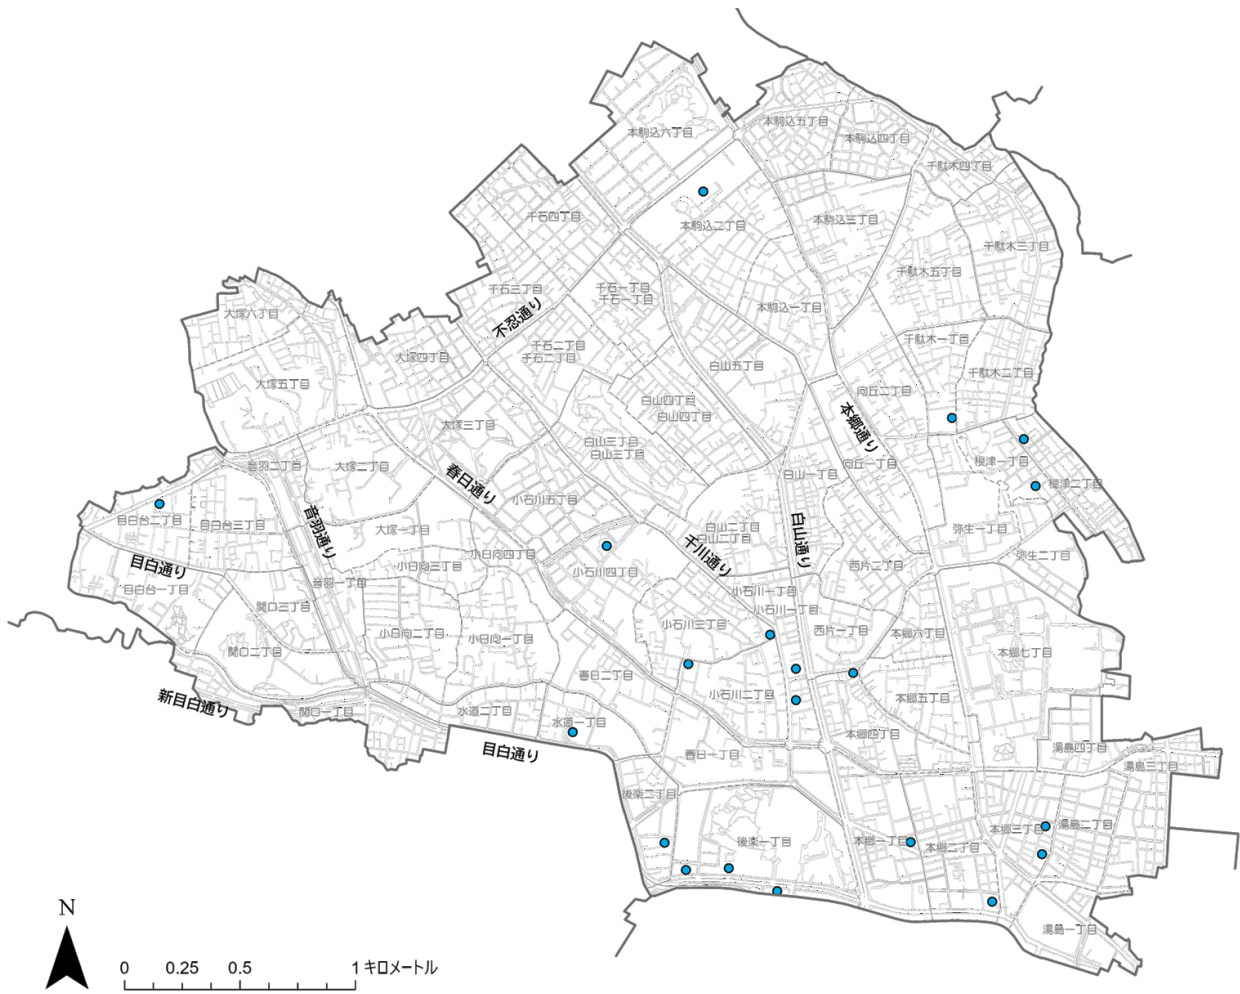 本駒込五丁目
本駒込六丁目
本駒込四丁目
千駄木四丁目
千石四丁目
本駒込三丁目
本駒込二丁目
千駄木三丁目
千駄木五丁目
千石三丁目
千石一丁目
千石一丁目
本駒込一丁目
不忍通り
大塚六丁目
千駄木一丁目
千石二丁目
千石二丁目
大塚四丁目
白山五丁目
千駄木二丁目
大塚五丁目
向丘二丁目
白山四丁目
白山四丁目
本郷通り
大塚三丁目
白山三丁目
白山三丁目
音羽二丁目
大塚二丁目
春日通り
白山一丁目
向丘一丁目
根津一丁目
根津二丁目
小石川五丁目
目白台二丁目
目白台三丁目
音羽通り
大塚一丁目
白山二丁目
白山二丁目
千川通り
白山通り
弥生一丁目
弥生二丁目
小日向四丁目
小日向三丁目
目白通り
小石川四丁目
西片二丁目
目白台一丁目
音羽一丁目
小石川一丁目
小石川一丁目
関口三丁目
小日向二丁目
小日向一丁目
小石川三丁目
西片一丁目
本郷六丁目
関口二丁目
本郷七丁目
春日二丁目
小石川二丁目
本郷五丁目
新目白通り
関口一丁目
水道二丁目
水道一丁目
本郷四丁目
目白通り
春日一丁目
湯島四丁目
湯島三丁目
後楽二丁目
本郷三丁目
湯島二丁目
後楽一丁目
本郷一丁目
本郷二丁目
湯島一丁目
N
0 0.25 0.5 1 キロメートル